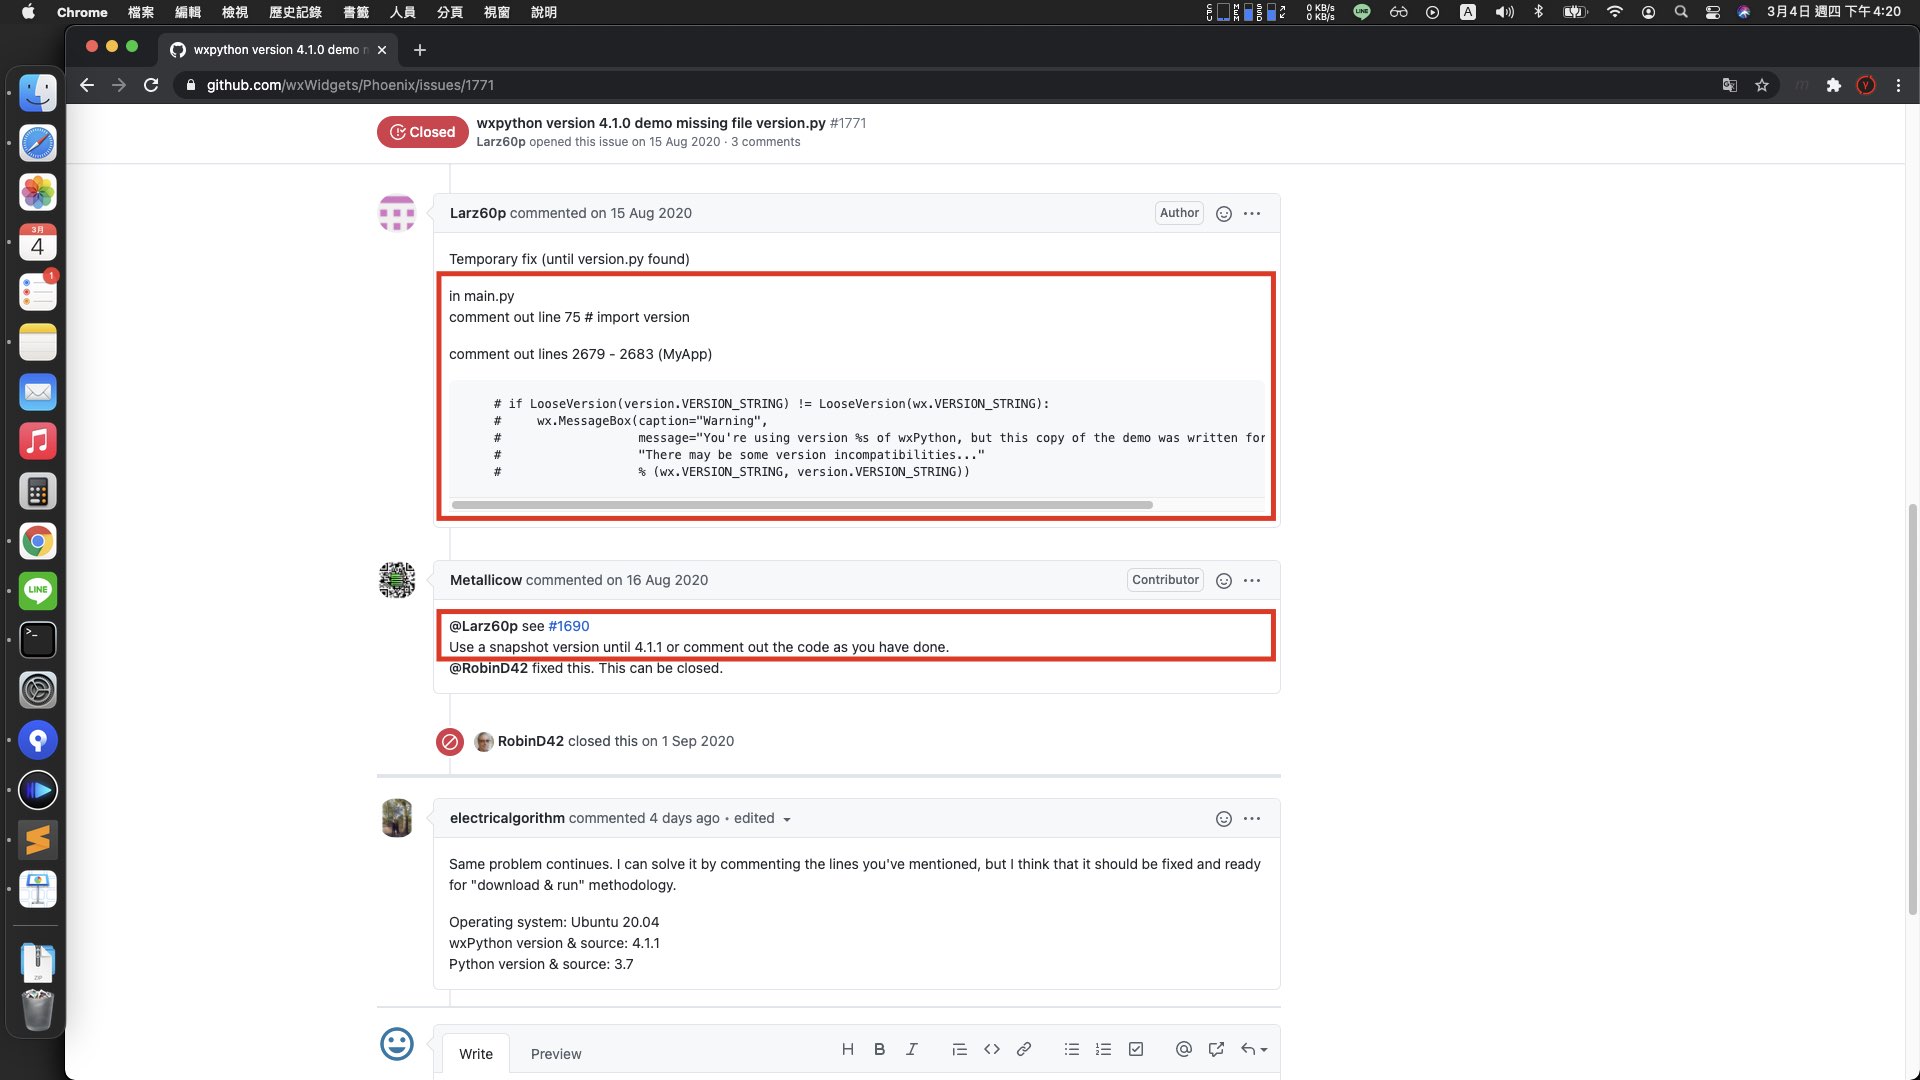 Chrome 檔案 編輯 檢視 歷史記錄 書籤 人員 分頁 視窗 說明
CPU MEM SSD 0 KB/s 0 KB/s LINE A 3月4日 週四 下午4:20
wxpython version 4.1.0 demo
github.com/wxWidgets/Phoenix/issues/1771
Y
Closed
wxpython version 4.1.0 demo missing file version.py #1771
Larz60p opened this issue on 15 Aug 2020 · 3 comments
3月
4
1
LINE
ZIP
Larz60p commented on 15 Aug 2020 Author
Temporary fix (until version.py found)
in main.py
comment out line 75 # import version
comment out lines 2679 - 2683 (MyApp)
# if LooseVersion(version.VERSION_STRING) != LooseVersion(wx.VERSION_STRING):
# wx.MessageBox(caption="Warning",
# message="You're using version %s of wxPython, but this copy of the demo was written for
# "There may be some version incompatibilities..."
# % (wx.VERSION_STRING, version.VERSION_STRING))
Metallicow commented on 16 Aug 2020 Contributor
@Larz60p see #1690
Use a snapshot version until 4.1.1 or comment out the code as you have done.
@RobinD42 fixed this. This can be closed.
RobinD42 closed this on 1 Sep 2020
electricalgorithm commented 4 days ago • edited
Same problem continues. I can solve it by commenting the lines you've mentioned, but I think that it should be fixed and ready
for "download & run" methodology.
Operating system: Ubuntu 20.04
wxPython version & source: 4.1.1
Python version & source: 3.7
Write Preview H B I